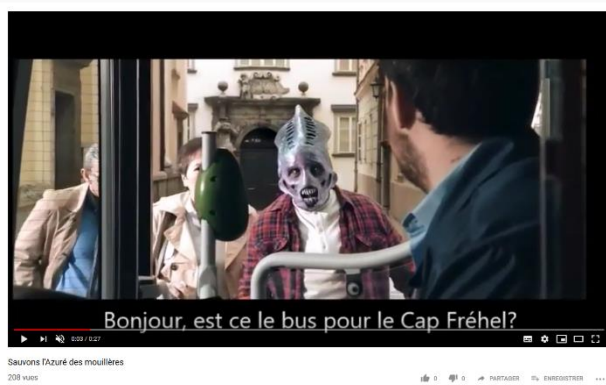 Bonjour, est ce le bus pour le Cap Fréhel?
0:03 / 0:27
Sauvons l'Azuré des mouillères
208 vues
0 0 PARTAGER ENREGISTRER ...